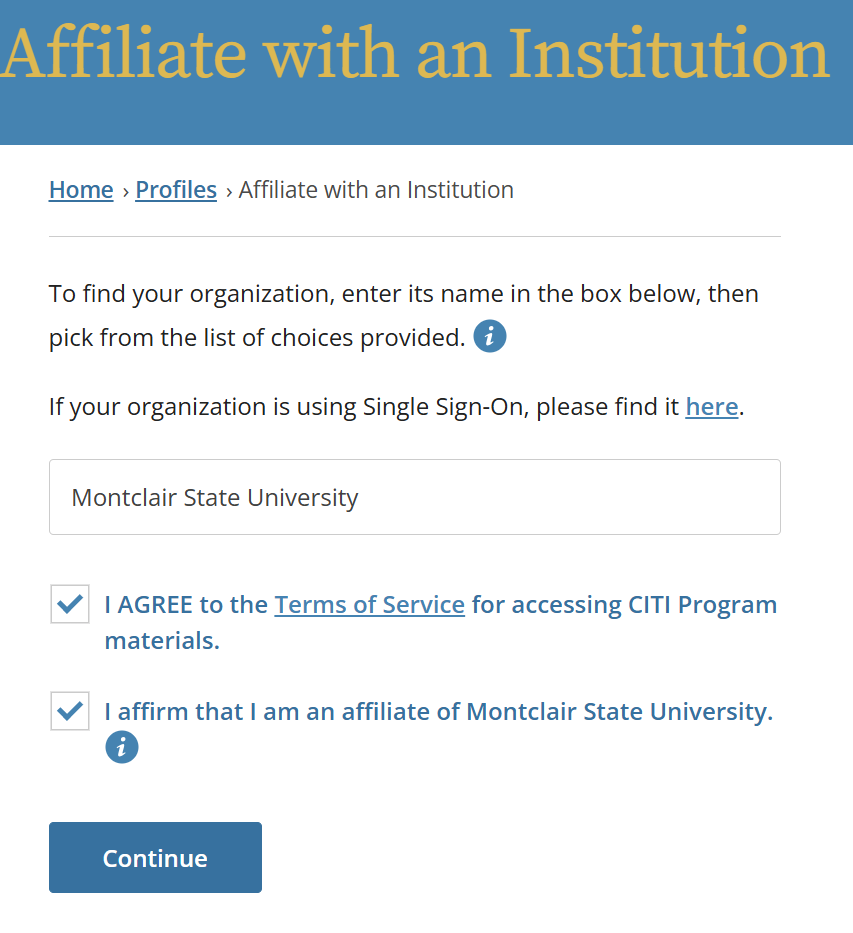 Affiliate with an Institution
Home › Profiles › Affiliate with an Institution
To find your organization, enter its name in the box below, then
pick from the list of choices provided. i
If your organization is using Single Sign-On, please find it here.
Montclair State University
I AGREE to the Terms of Service for accessing CITI Program
materials.
I affirm that I am an affiliate of Montclair State University.
i
Continue